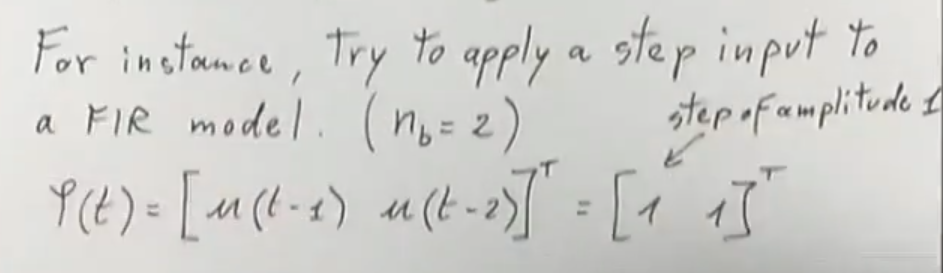 For instance, Try to apply a step input to
a FIR model. (n_b = 2)
step of amplitude 1
φ(t) = [u(t-1) u(t-2)]^T = [1 1]^T